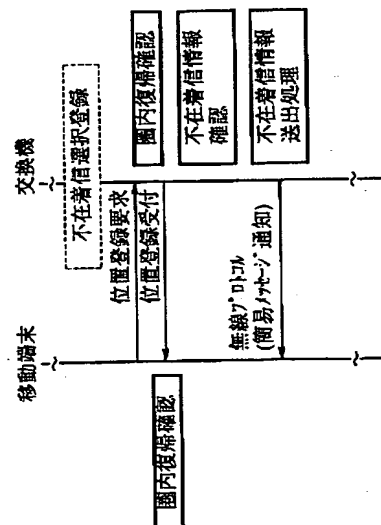 移動端末
交換機
不在着信選択登録
位置登録要求
圏内復帰確認
位置登録受付
圏内復帰確認
不在着信情報
確認
無線プロトコル
(簡易メッセージ通知)
不在着信情報
送出処理